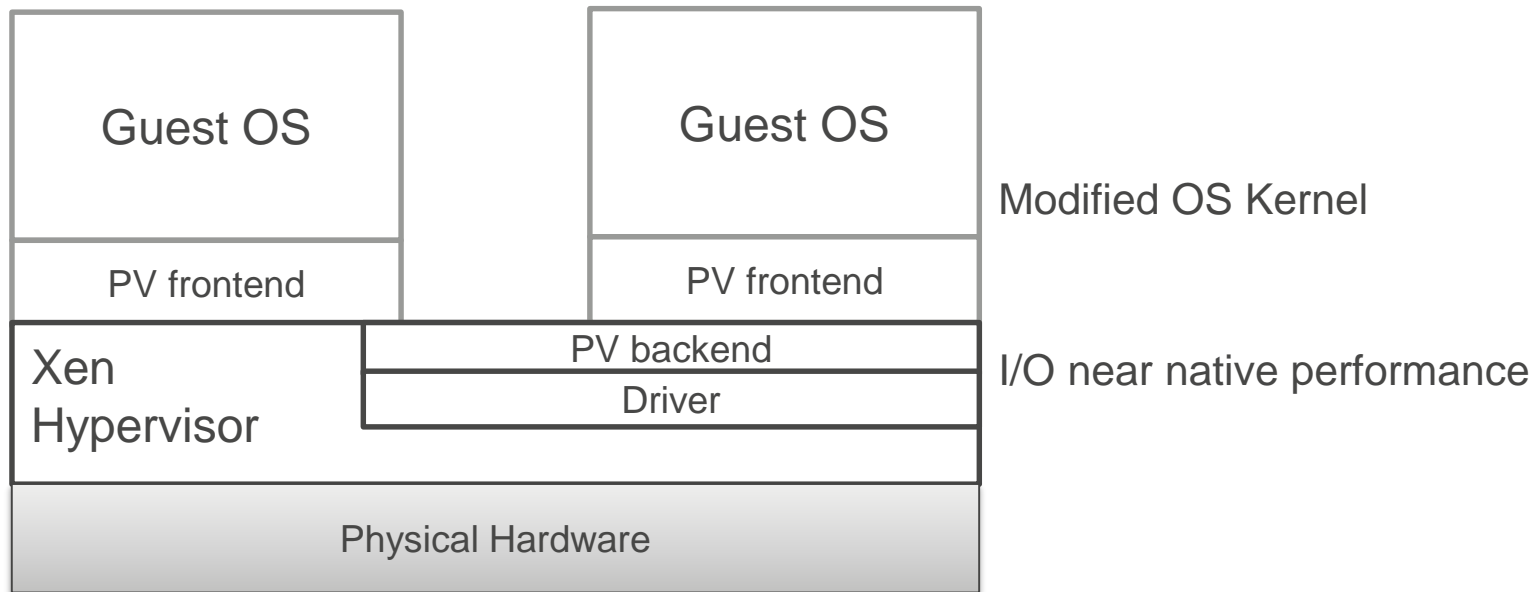 Guest OS
Guest OS
Modified OS Kernel
PV frontend
PV frontend
Xen
Hypervisor
PV backend
Driver
I/O near native performance
Physical Hardware